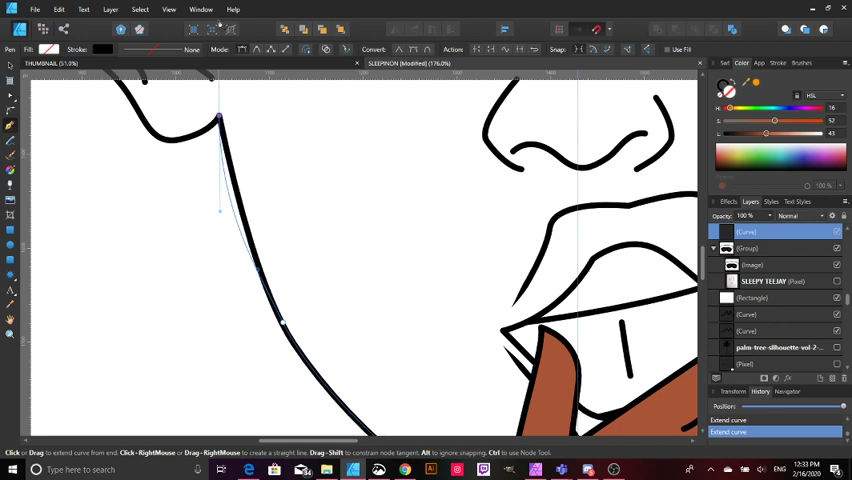 File Edit Text Layer Select View Window Help
Pen Fill: Stroke: None Mode: Convert: Action: Snap: Use Fill
THUMBNAIL (51.0%) × SLEEPINON [Modified] (176.0%) ×
Swt Color Stk Brushes
HSL
H: 16
S: 52
L: 43
Opacity
100 %
Effects Layers Styles Text Styles
Opacity: 100 % Normal
(Curve)
(Group)
(Image)
SLEEPY TEEJAY (Pixel)
(Rectangle)
(Curve)
(Curve)
palm-tree-silhouette-vol-2-...
(Pixel)
Transform History Navigator
Position:
Extend curve
Extend curve
Click or Drag to extend curve from end. Click+RightMouse or Drag+RightMouse to create a straight line. Drag+Shift to constrain node tangent. Alt to ignore snapping. Ctrl to use Node Tool.
Type here to search
ENG
12:33 PM
2/16/2020